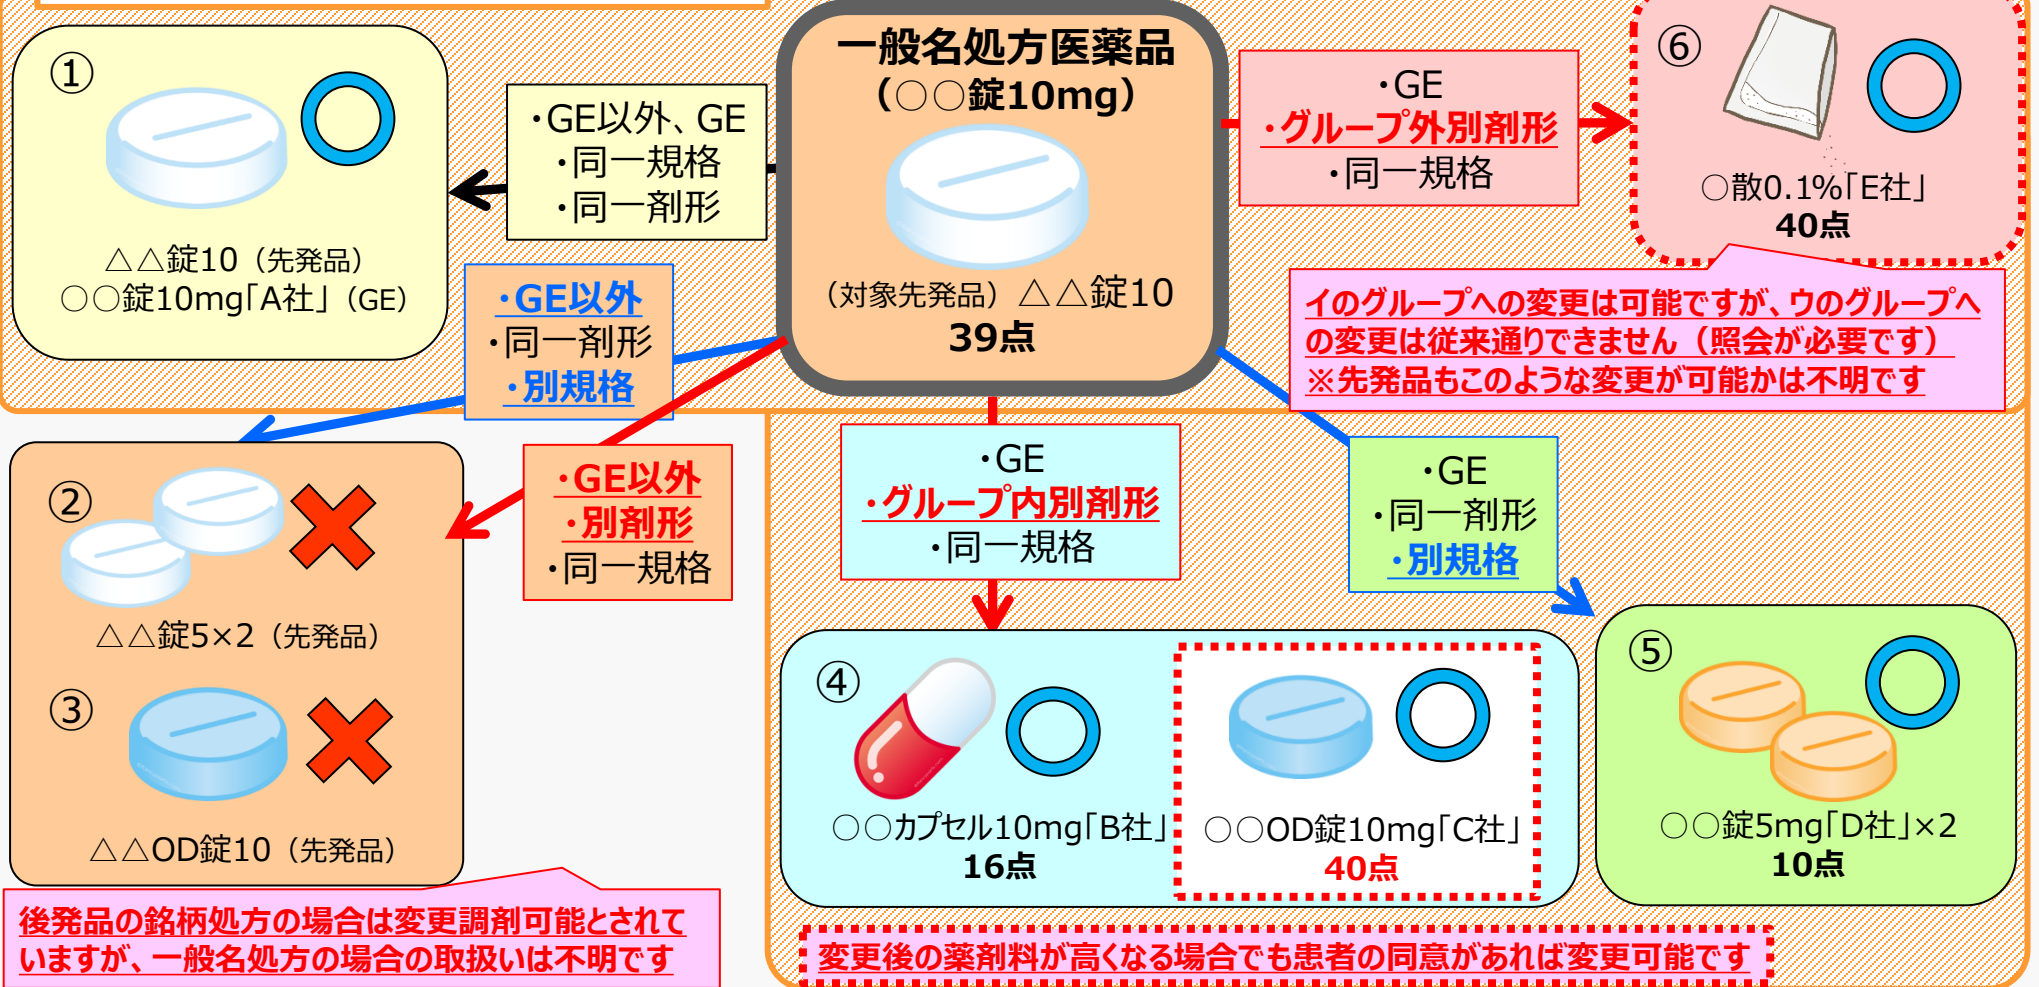 ①
△△錠10（先発品）
○○錠10mg｢A社｣（GE）
・GE以外、GE
・同一規格
・同一剤形
一般名処方医薬品
（○○錠10mg）
（対象先発品）△△錠10
39点
・GE
・グループ外別剤形
・同一規格
⑥
○散0.1%｢E社｣
40点
イのグループへの変更は可能ですが、ウのグループへ
の変更は従来通りできません（照会が必要です）
※先発品もこのような変更が可能かは不明です
・GE以外
・同一剤形
・別規格
・GE以外
・別剤形
・同一規格
②
△△錠5×2（先発品）
③
△△OD錠10（先発品）
後発品の銘柄処方の場合は変更調剤可能とされて
いますが、一般名処方の場合の取扱いは不明です
・GE
・グループ内別剤形
・同一規格
・GE
・同一剤形
・別規格
④
○○カプセル10mg｢B社｣
16点
○○OD錠10mg｢C社｣
40点
⑤
○○錠5mg｢D社｣×2
10点
変更後の薬剤料が高くなる場合でも患者の同意があれば変更可能です